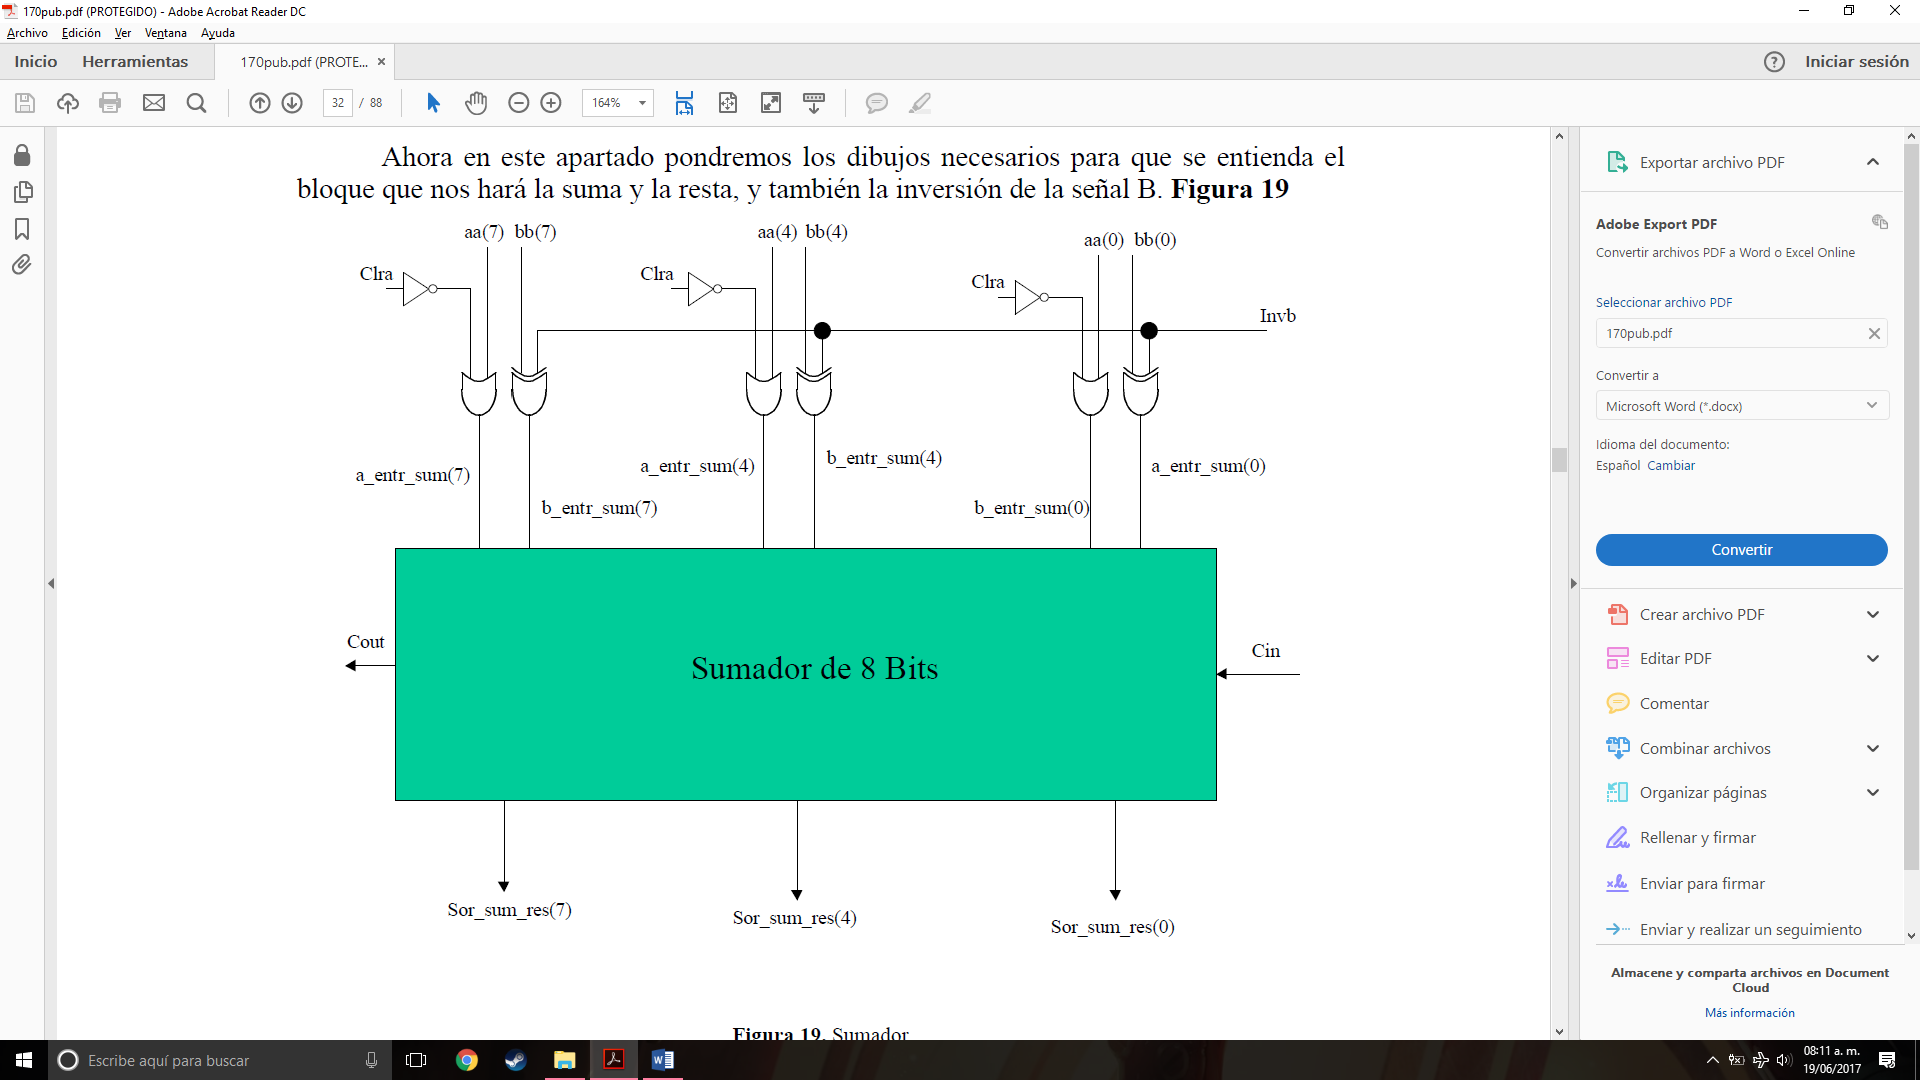 170pub.pdf (PROTEGIDO) - Adobe Acrobat Reader DC
Archivo Edición Ver Ventana Ayuda
Inicio Herramientas 170pub.pdf (PROTE... × ? Iniciar sesión
32 / 88 164%
Ahora en este apartado pondremos los dibujos necesarios para que se entienda el
bloque que nos hará la suma y la resta, y también la inversión de la señal B. Figura 19
aa(7) bb(7) aa(4) bb(4) aa(0) bb(0)
Clra Clra Clra
Invb
a_entr_sum(7) a_entr_sum(4) b_entr_sum(4) a_entr_sum(0)
b_entr_sum(7) b_entr_sum(0)
Cout Cin
Sumador de 8 Bits
Sor_sum_res(7) Sor_sum_res(4) Sor_sum_res(0)
Figura 19. Sumador
Exportar archivo PDF
Adobe Export PDF
Convertir archivos PDF a Word o Excel Online
Seleccionar archivo PDF
170pub.pdf
Convertir a
Microsoft Word (*.docx)
Idioma del documento:
Español Cambiar
Convertir
Crear archivo PDF
Editar PDF
Comentar
Combinar archivos
Organizar páginas
Rellenar y firmar
Enviar para firmar
Enviar y realizar un seguimiento
Almacene y comparta archivos en Document
Cloud
Más información
Escribe aquí para buscar
08:11 a. m.
19/06/2017